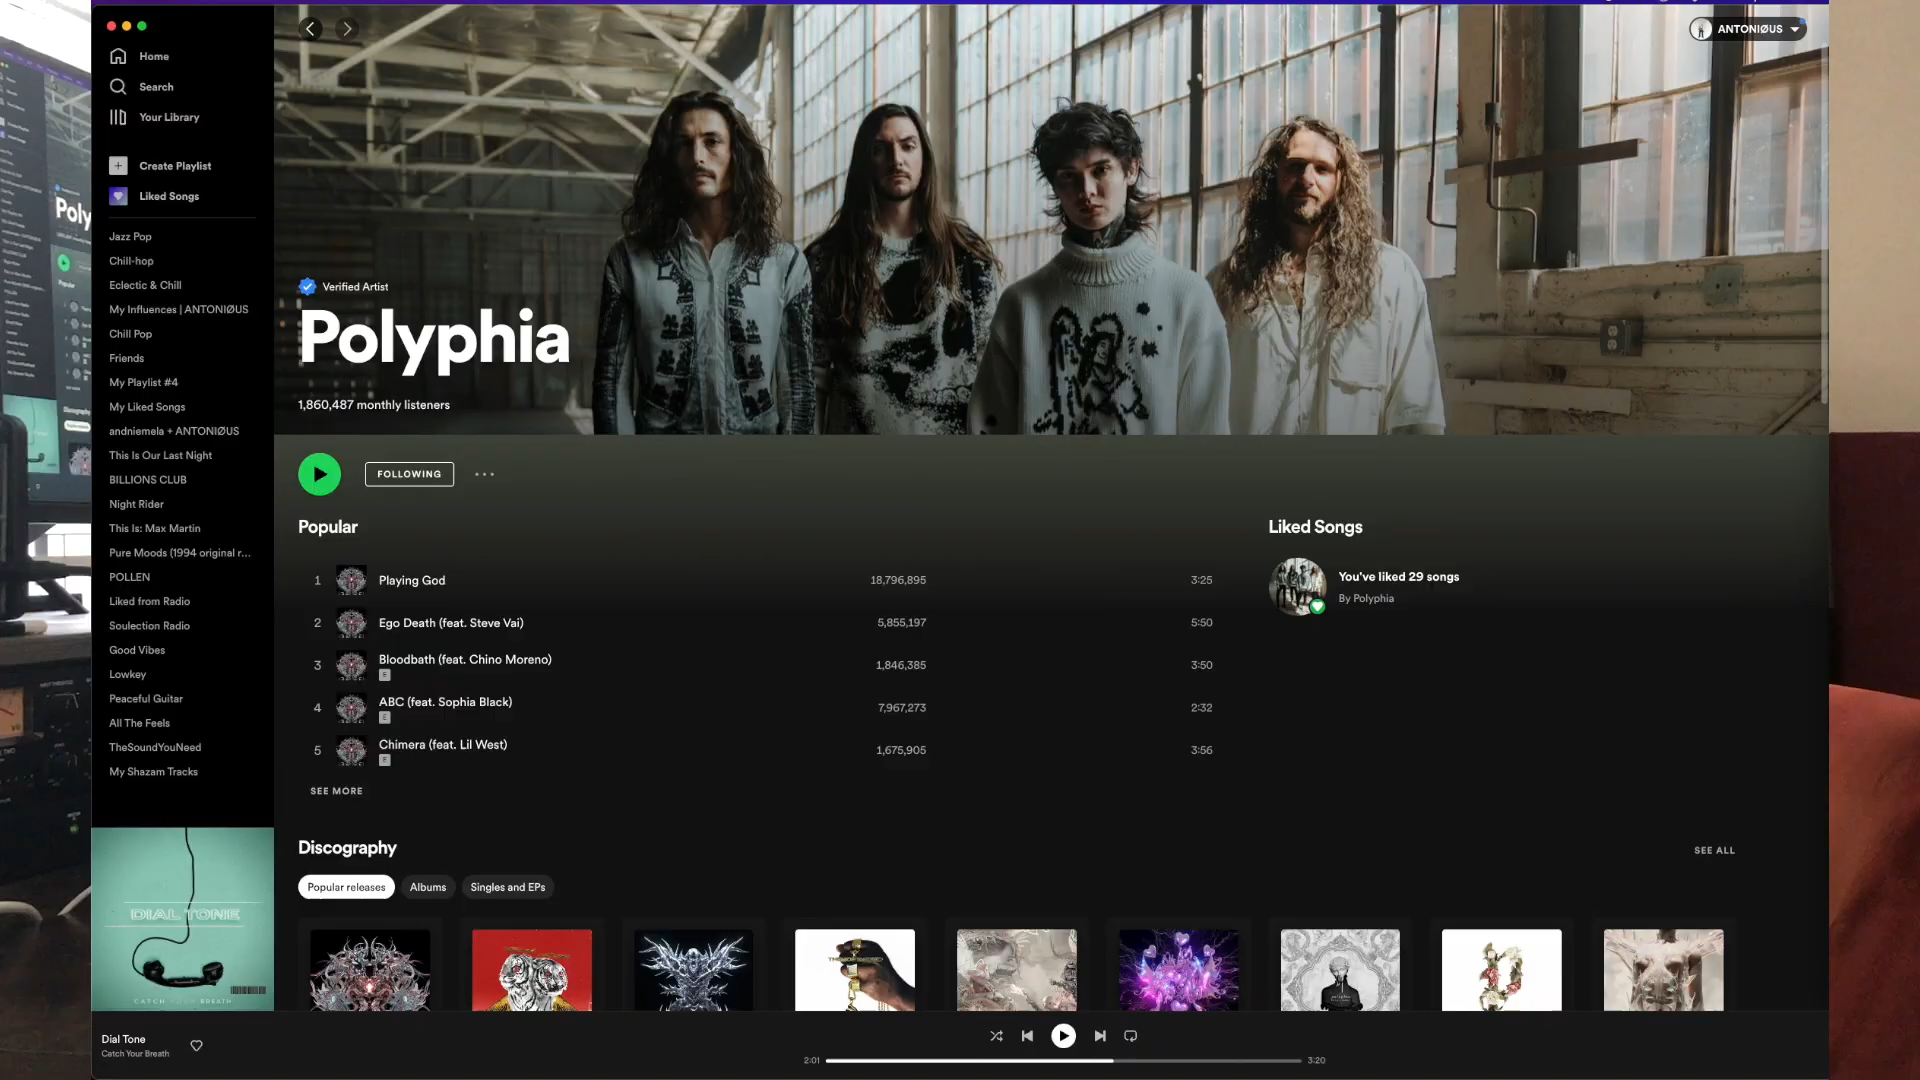 Home
Search
Your Library
Create Playlist
Liked Songs
Jazz Pop
Chill-hop
Eclectic & Chill
My Influences | ANTONIØUS
Chill Pop
Friends
My Playlist #4
My Liked Songs
andniemela + ANTONIØUS
This Is Our Last Night
BILLIONS CLUB
Night Rider
This Is: Max Martin
Pure Moods (1994 original r...
POLLEN
Liked from Radio
Soulection Radio
Good Vibes
Lowkey
Peaceful Guitar
All The Feels
TheSoundYouNeed
My Shazam Tracks
DIAL TONE
CATCH YOUR BREATH
ANTONIØUS
Verified Artist
Polyphia
1,860,487 monthly listeners
FOLLOWING
Popular
1 Playing God 18,796,895 3:25
2 Ego Death (feat. Steve Vai) 5,855,197 5:50
3 Bloodbath (feat. Chino Moreno) 1,846,385 3:50
E
4 ABC (feat. Sophia Black) 7,967,273 2:32
E
5 Chimera (feat. Lil West) 1,675,905 3:56
E
SEE MORE
Liked Songs
You've liked 29 songs
By Polyphia
Discography
SEE ALL
Popular releases
Albums
Singles and EPs
Dial Tone
Catch Your Breath
2:01
3:20
Poly